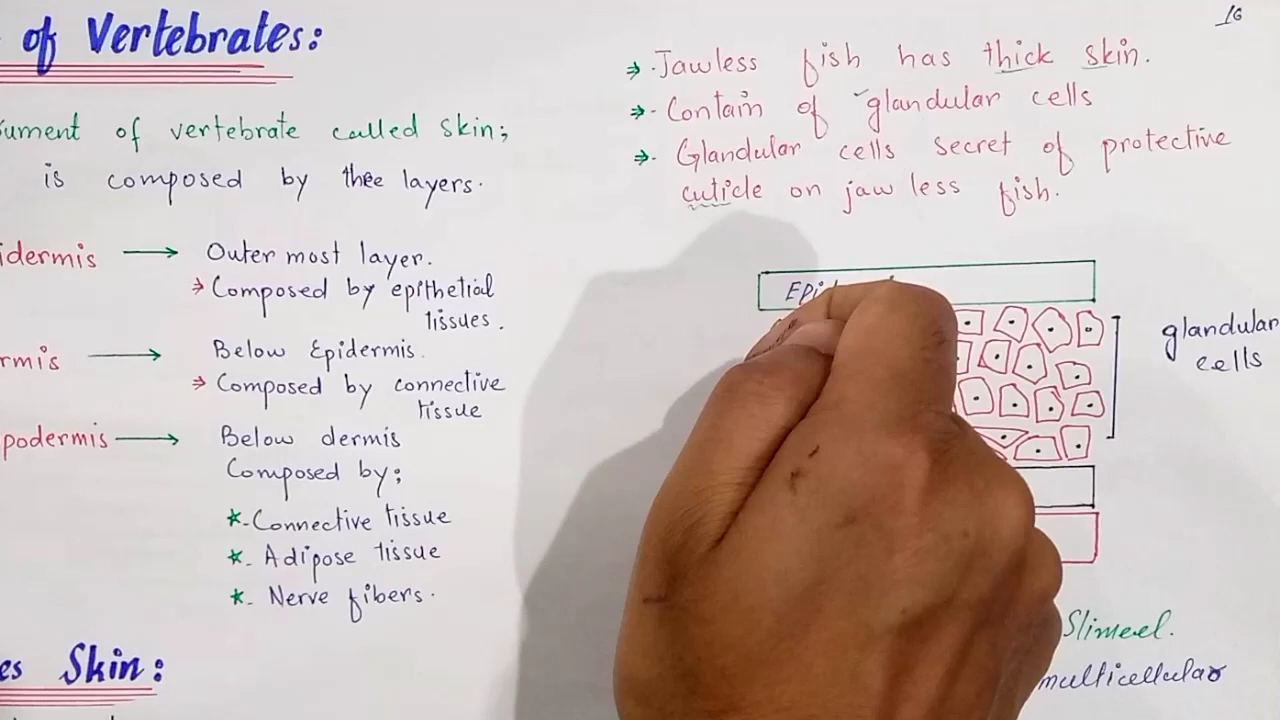 of Vertebrates:
ument of vertebrate called skin;
is composed by thee layers.
idermis → Outer most layer.
⇒ Composed by epithetial
tissues.
rmis → Below Epidermis.
⇒ Composed by connective
tissue
podermis → Below dermis
Composed by;
*- Connective tissue
*- Adipose tissue
*- Nerve fibers.
es Skin:
16
⇒ . Jawless fish has thick skin.
⇒ . Contain of glandular cells
⇒ . Glandular cells secret of protective
cuticle on jaw less fish.
Epi
glandular
cells
Slimeel.
multicellular